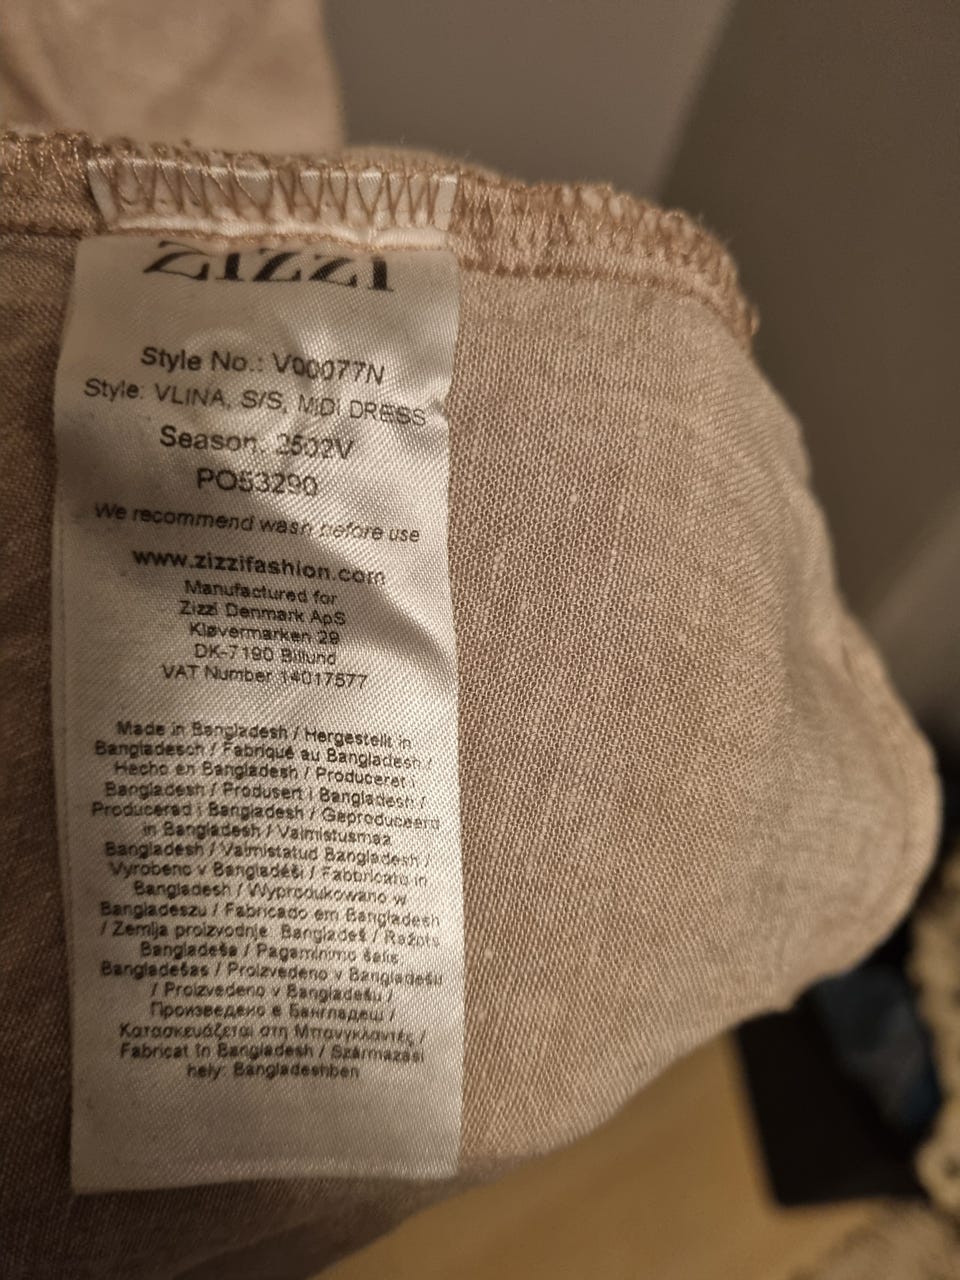 ZIZZI
Style No.: V00077N
Style: VLINA, S/S, MIDI DRESS
Season: 2502V
PO53290
We recommend wash before use
www.zizzifashion.com
Manufactured for
Zizzi Denmark ApS
Kløvermarken 29
DK-7190 Billund
VAT Number 14017577
Made in Bangladesh / Hergestellt in
Bangladesch / Fabriqué au Bangladesh /
Hecho en Bangladesh / Produceret i
Bangladesh / Produsert i Bangladesh /
Producerad i Bangladesh / Geproduceerd
in Bangladesh / Valmistusmaa
Bangladesh / Valmistatud Bangladesh /
Vyrobeno v Bangladéši / Fabbricato in
Bangladesh / Wyprodukowano w
Bangladeszu / Fabricado em Bangladesh
/ Zemlja proizvodnje: Bangladeš / Ražots
Bangladeša / Pagaminimo šalis
Bangladešas / Proizvedeno v Bangladešu
/ Proizvedeno v Bangladešu /
Произведено в Бангладеш /
Κατασκευάζεται στη Μπανγκλαντές /
Fabricat în Bangladesh / Származási
hely: Bangladeshben